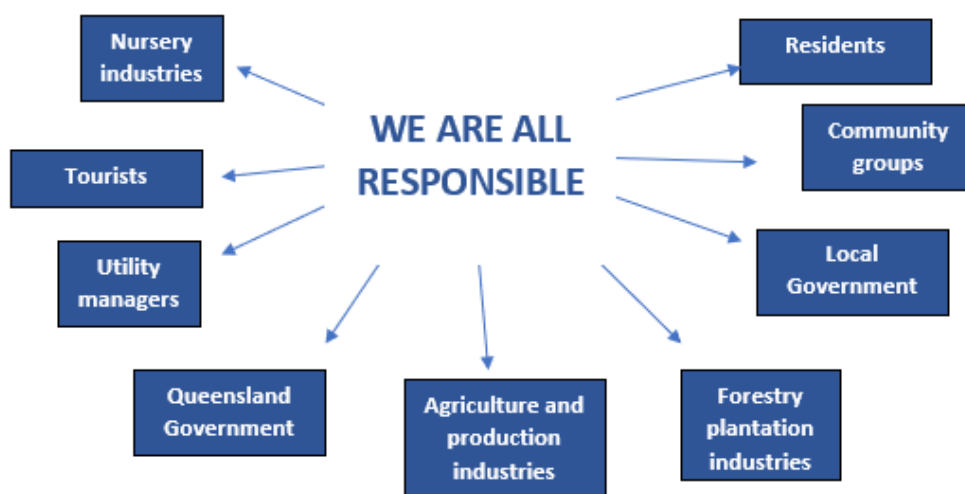 Nursery
industries
Residents
WE ARE ALL
RESPONSIBLE
Community
groups
Tourists
Utility
managers
Local
Government
Queensland
Government
Agriculture and
production
industries
Forestry
plantation
industries